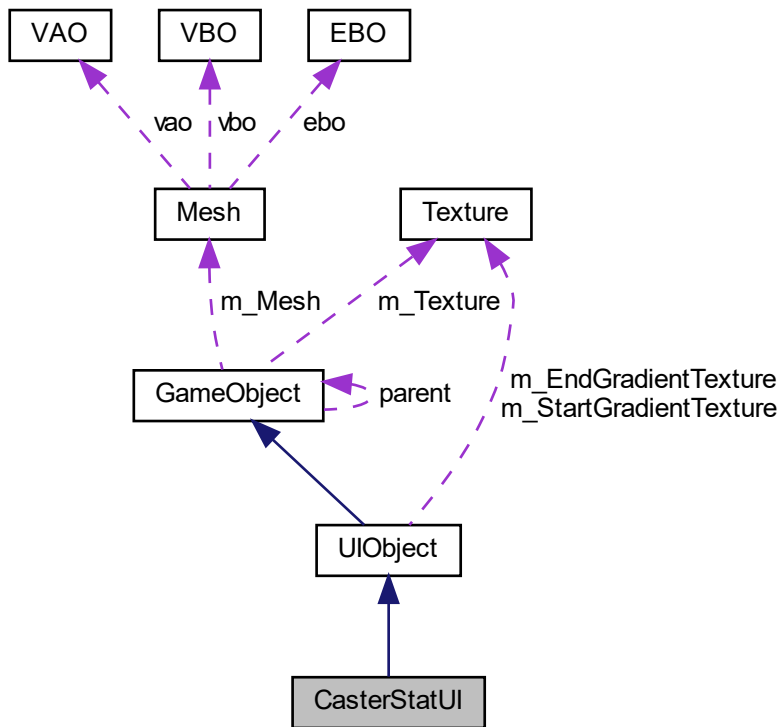 VAO
VBO
EBO
vao
vbo
ebo
Mesh
Texture
m_Mesh
m_Texture
GameObject
parent
m_EndGradientTexture
m_StartGradientTexture
UIObject
CasterStatUI